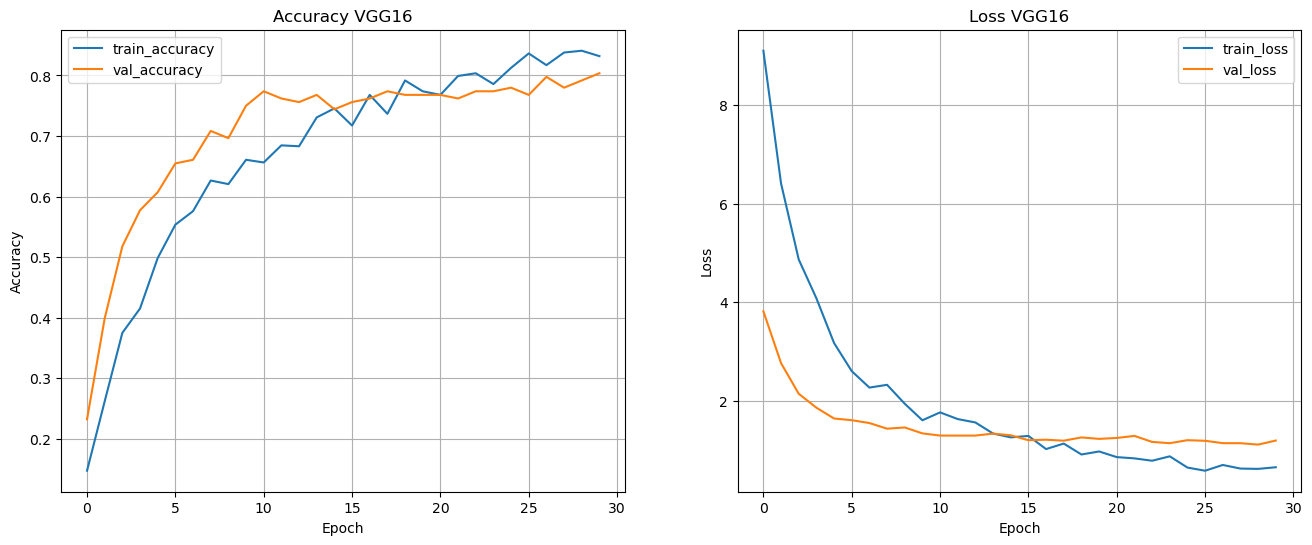 Accuracy VGG16
train_accuracy
val_accuracy
Accuracy
0.8
0.7
0.6
0.5
0.4
0.3
0.2
0 5 10 15 20 25 30
Epoch
Loss VGG16
train_loss
val_loss
Loss
8
6
4
2
0 5 10 15 20 25 30
Epoch